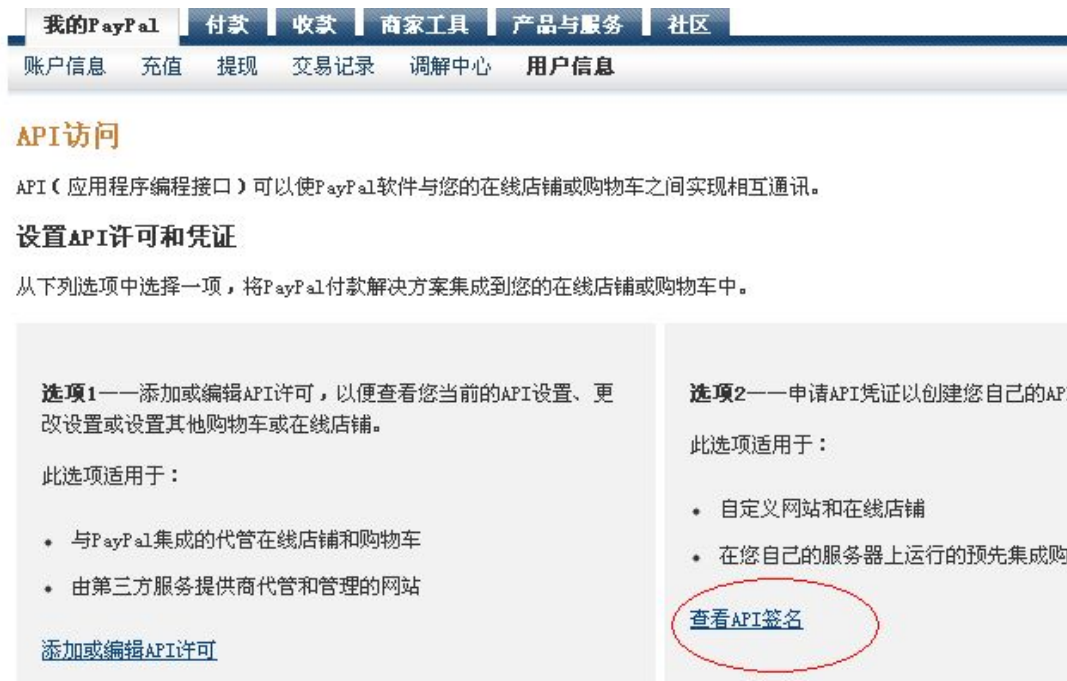 我的PayPal 付款 收款 商家工具 产品与服务 社区
账户信息 充值 提现 交易记录 调解中心 用户信息
API访问
API(应用程序编程接口)可以使PayPal软件与您的在线店铺或购物车之间实现相互通讯。
设置API许可和凭证
从下列选项中选择一项，将PayPal付款解决方案集成到您的在线店铺或购物车中。
选项1——添加或编辑API许可，以便查看您当前的API设置、更
改设置或设置其他购物车或在线店铺。
此选项适用于：
• 与PayPal集成的代管在线店铺和购物车
• 由第三方服务提供商代管和管理的网站
添加或编辑API许可
选项2——申请API凭证以创建您自己的AP
此选项适用于：
• 自定义网站和在线店铺
• 在您自己的服务器上运行的预先集成购
查看API签名